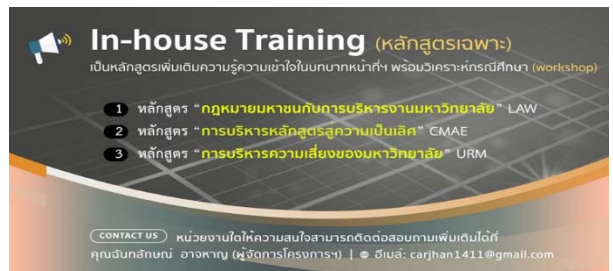 In-house Training (หลักสูตรเฉพาะ)
เป็นหลักสูตรเพิ่มเติมความรู้ความเข้าใจในบทบาทหน้าที่ฯ พร้อมวิเคราะห์กรณีศึกษา (workshop)
1 หลักสูตร “กฎหมายมหาชนกับการบริหารงานมหาวิทยาลัย” LAW
2 หลักสูตร “การบริหารหลักสูตรสู่ความเป็นเลิศ” CMAE
3 หลักสูตร “การบริหารความเสี่ยงของมหาวิทยาลัย” URM
CONTACT US หน่วยงานใดให้ความสนใจสามารถติดต่อสอบถามเพิ่มเติมได้ที่
คุณฉันทลักษณ์ อาจหาญ (ผู้จัดการโครงการฯ) | อีเมล์: carjhan1411@gmail.com